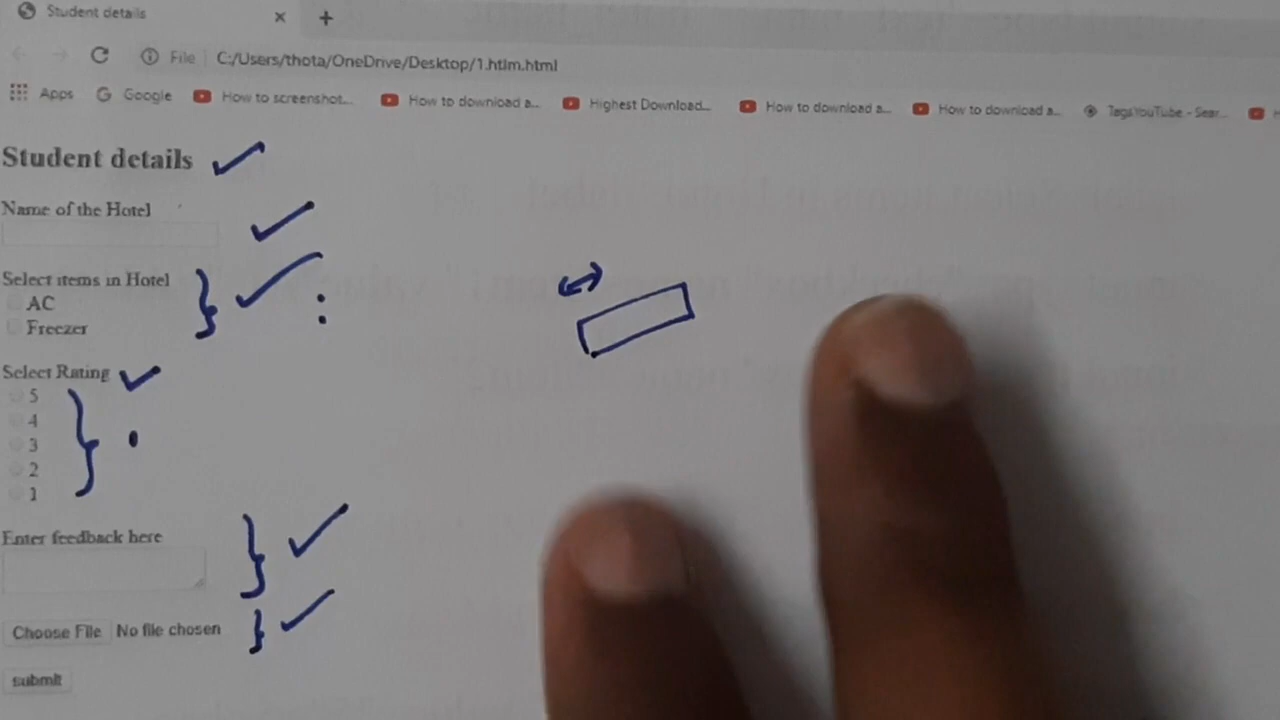 Student details
File C:/Users/thota/OneDrive/Desktop/1.htlm.html
Apps Google How to screenshot... How to download a... Highest Download... How to download a... How to download a... TagsYouTube - Sear...
Student details
Name of the Hotel
Select items in Hotel
AC
Freezer
Select Rating
5
4
3
2
1
Enter feedback here
Choose File No file chosen
submit